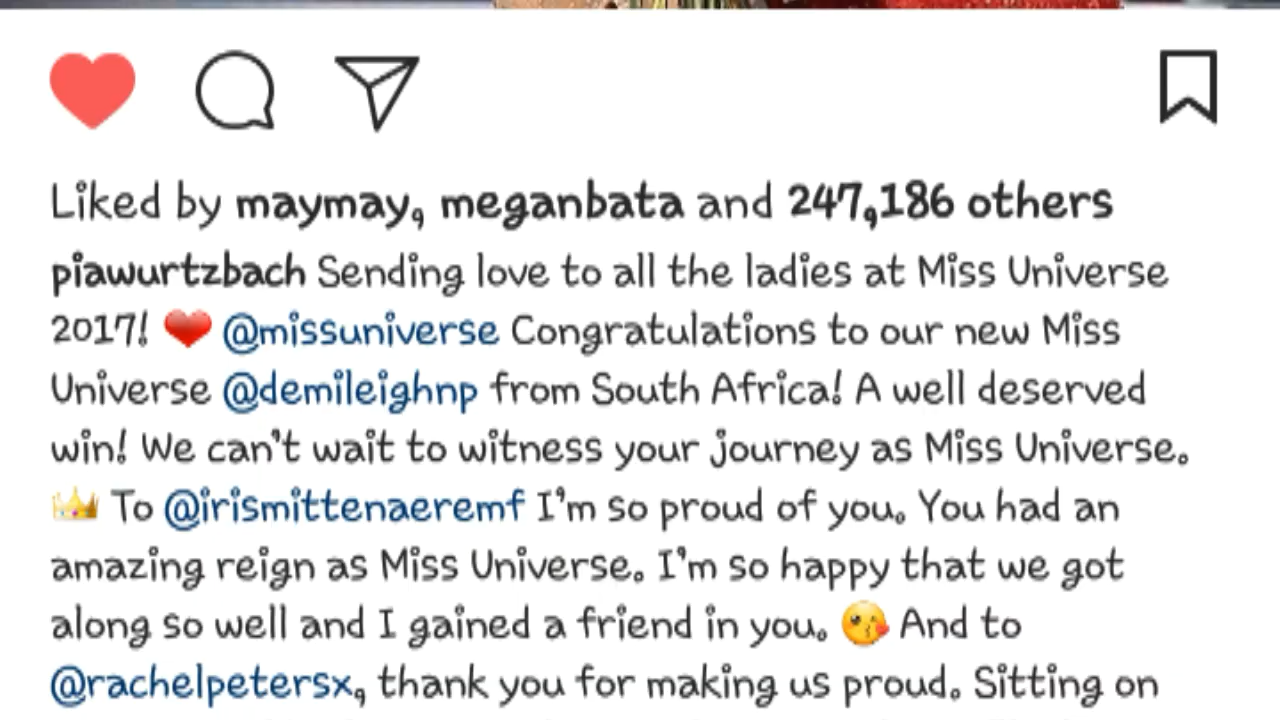 Liked by maymay, meganbata and 247,186 others
piawurtzbach Sending love to all the ladies at Miss Universe
2017! ❤️ @missuniverse Congratulations to our new Miss
Universe @demileighnp from South Africa! A well deserved
win! We can't wait to witness your journey as Miss Universe.
👑 To @irismittenaeremf I'm so proud of you. You had an
amazing reign as Miss Universe. I'm so happy that we got
along so well and I gained a friend in you. 😘 And to
@rachelpetersx, thank you for making us proud. Sitting on